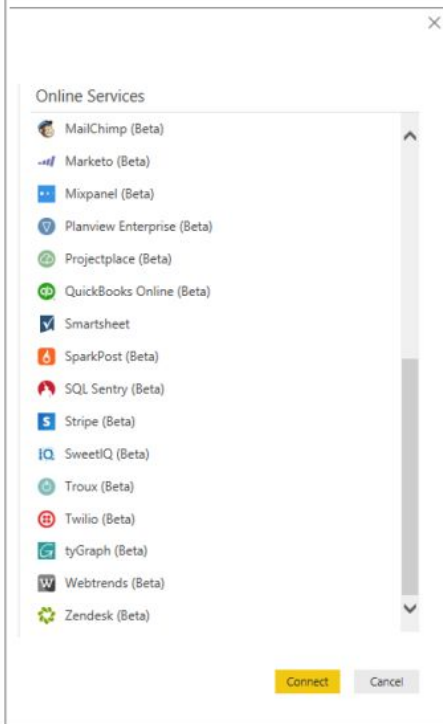 Online Services
MailChimp (Beta)
Marketo (Beta)
Mixpanel (Beta)
Planview Enterprise (Beta)
Projectplace (Beta)
QuickBooks Online (Beta)
Smartsheet
SparkPost (Beta)
SQL Sentry (Beta)
Stripe (Beta)
SweetIQ (Beta)
Troux (Beta)
Twilio (Beta)
tyGraph (Beta)
Webtrends (Beta)
Zendesk (Beta)
Connect Cancel